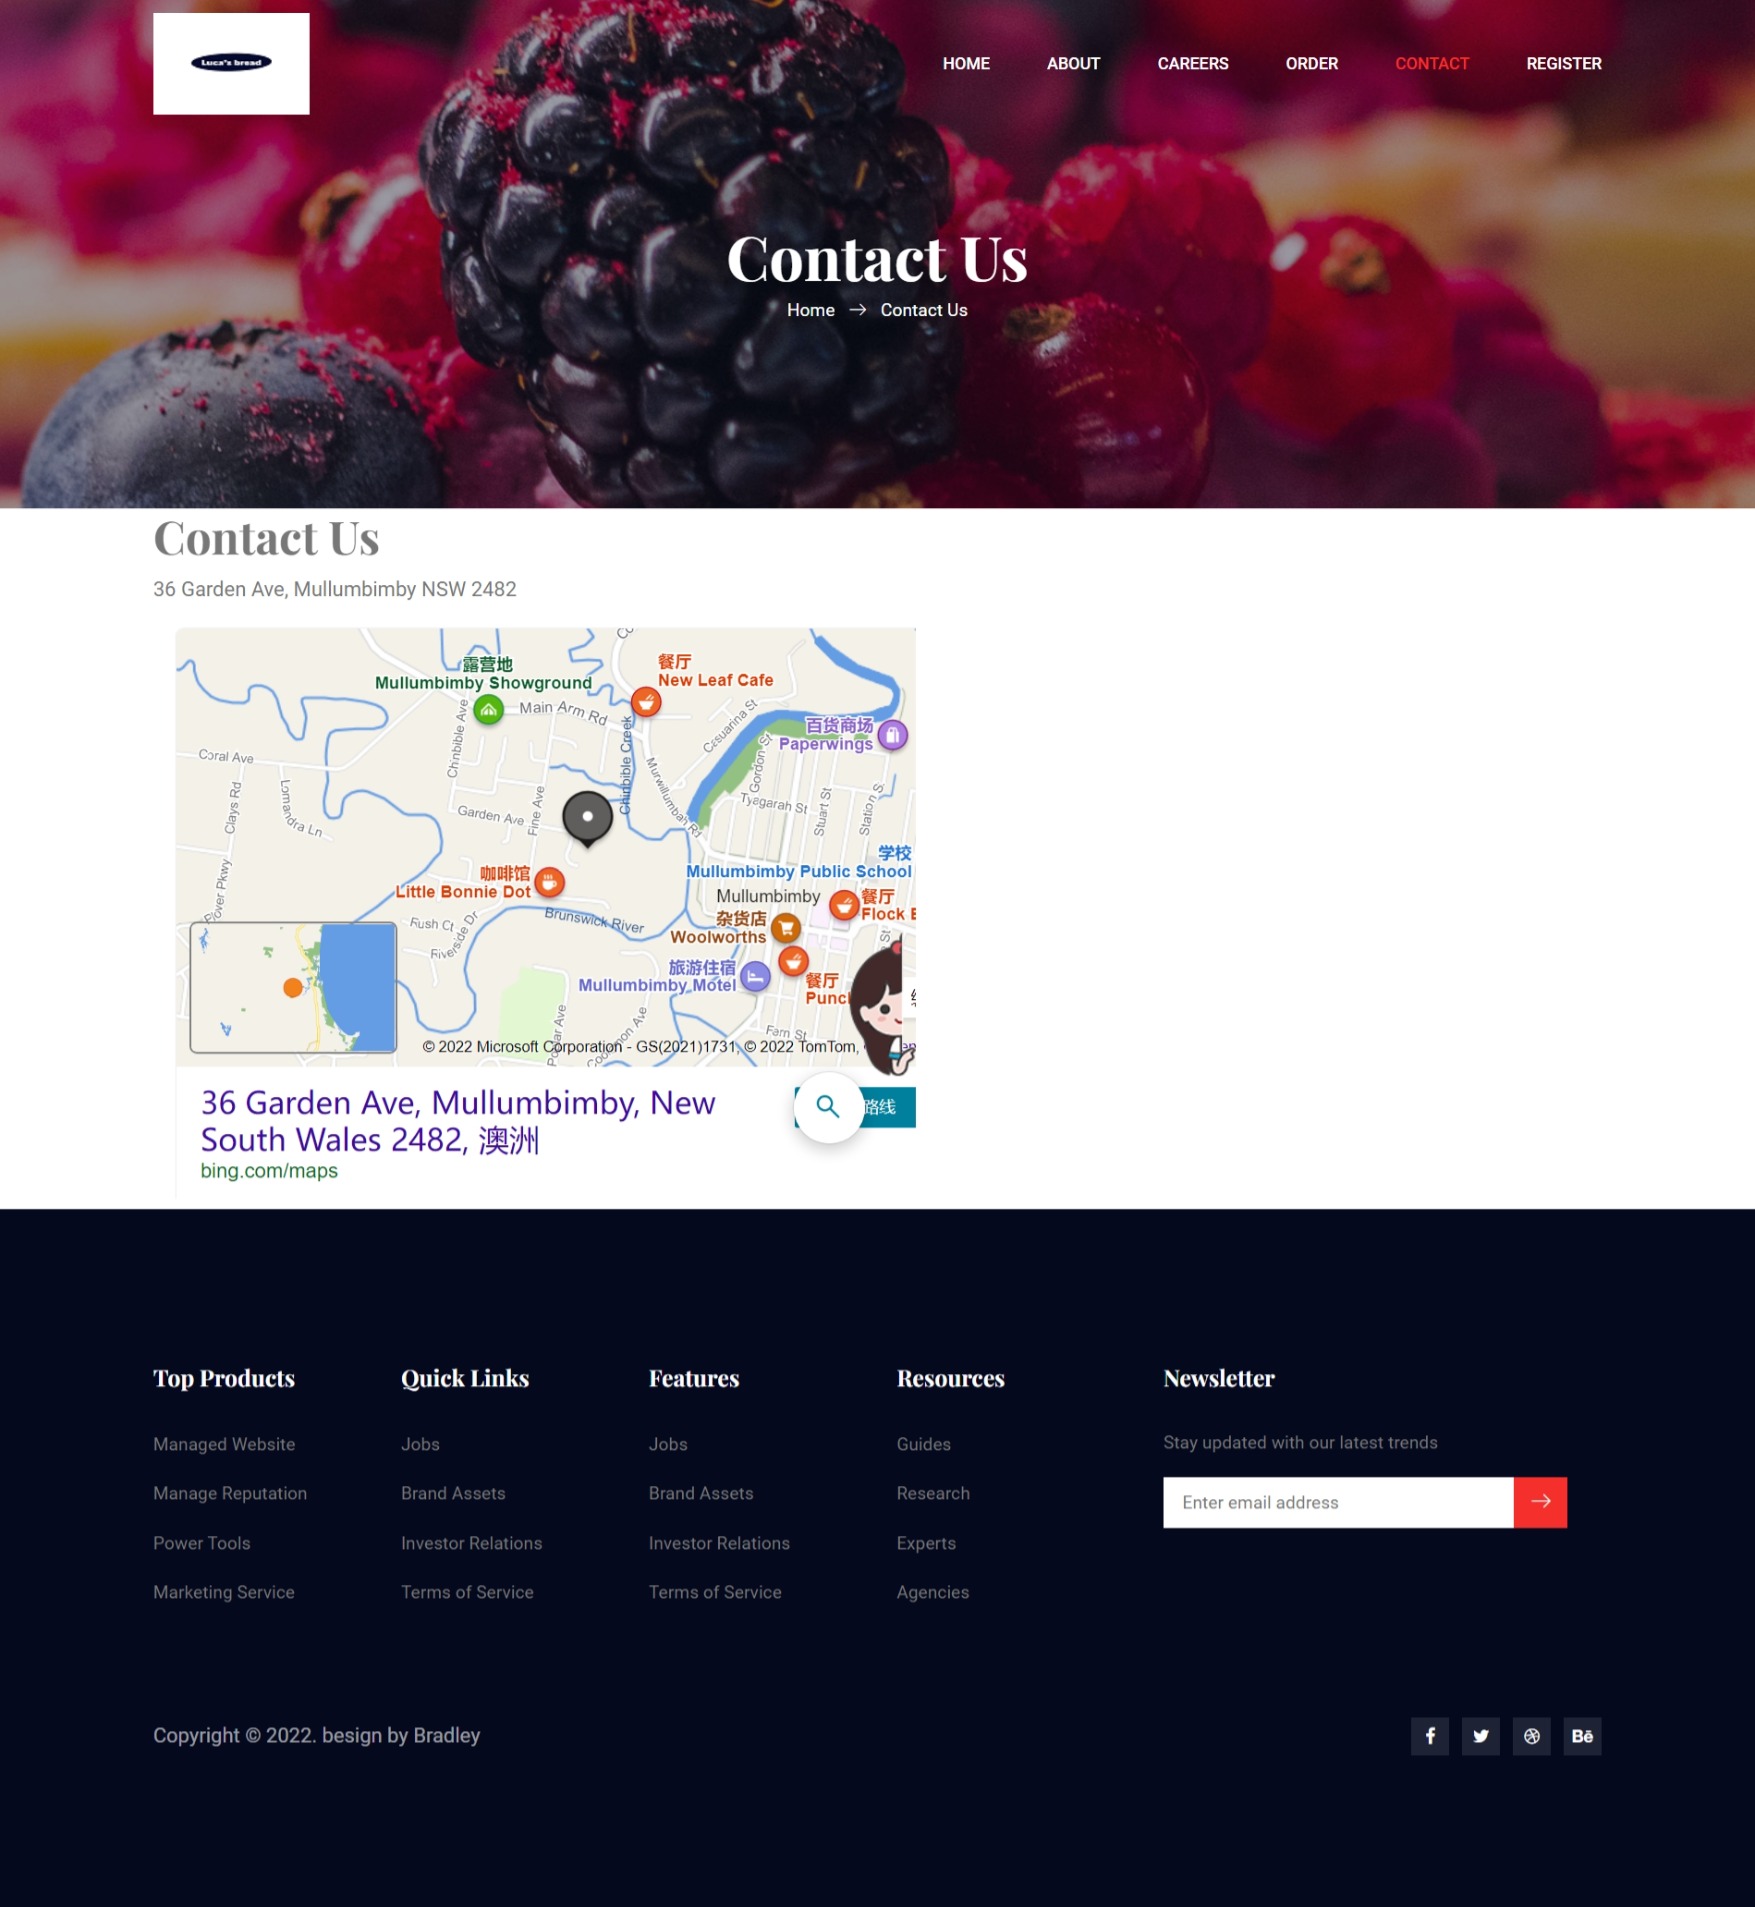 Luca's bread
HOME
ABOUT
CAREERS
ORDER
CONTACT
REGISTER
Contact Us
Home → Contact Us
Contact Us
36 Garden Ave, Mullumbimby NSW 2482
露营地
Mullumbimby Showground
餐厅
New Leaf Cafe
Main Arm Rd
Chinbible Ave
Chinbible Creek
Casuarina St
百货商场
Paperwings
Gordon St
Coral Ave
Clays Rd
Lomandra Ln
Garden Ave
Pine Ave
Murwillumbah Rd
Tyagarah St
Stuart St
Station S
学校
Mullumbimby Public School
咖啡馆
Little Bonnie Dot
Mullumbimby
餐厅
Flock
杂货店
Woolworths
Brunswick River
Rush Ct
Riverside Dr
旅游住宿
Mullumbimby Motel
餐厅
Punc
Fern St
© 2022 Microsoft Corporation - GS(2021)1731, © 2022 TomTom,
36 Garden Ave, Mullumbimby, New
South Wales 2482, 澳洲
路线
bing.com/maps
Top Products
Managed Website
Manage Reputation
Power Tools
Marketing Service
Quick Links
Jobs
Brand Assets
Investor Relations
Terms of Service
Features
Jobs
Brand Assets
Investor Relations
Terms of Service
Resources
Guides
Research
Experts
Agencies
Newsletter
Stay updated with our latest trends
Enter email address
Copyright © 2022. besign by Bradley
Bē